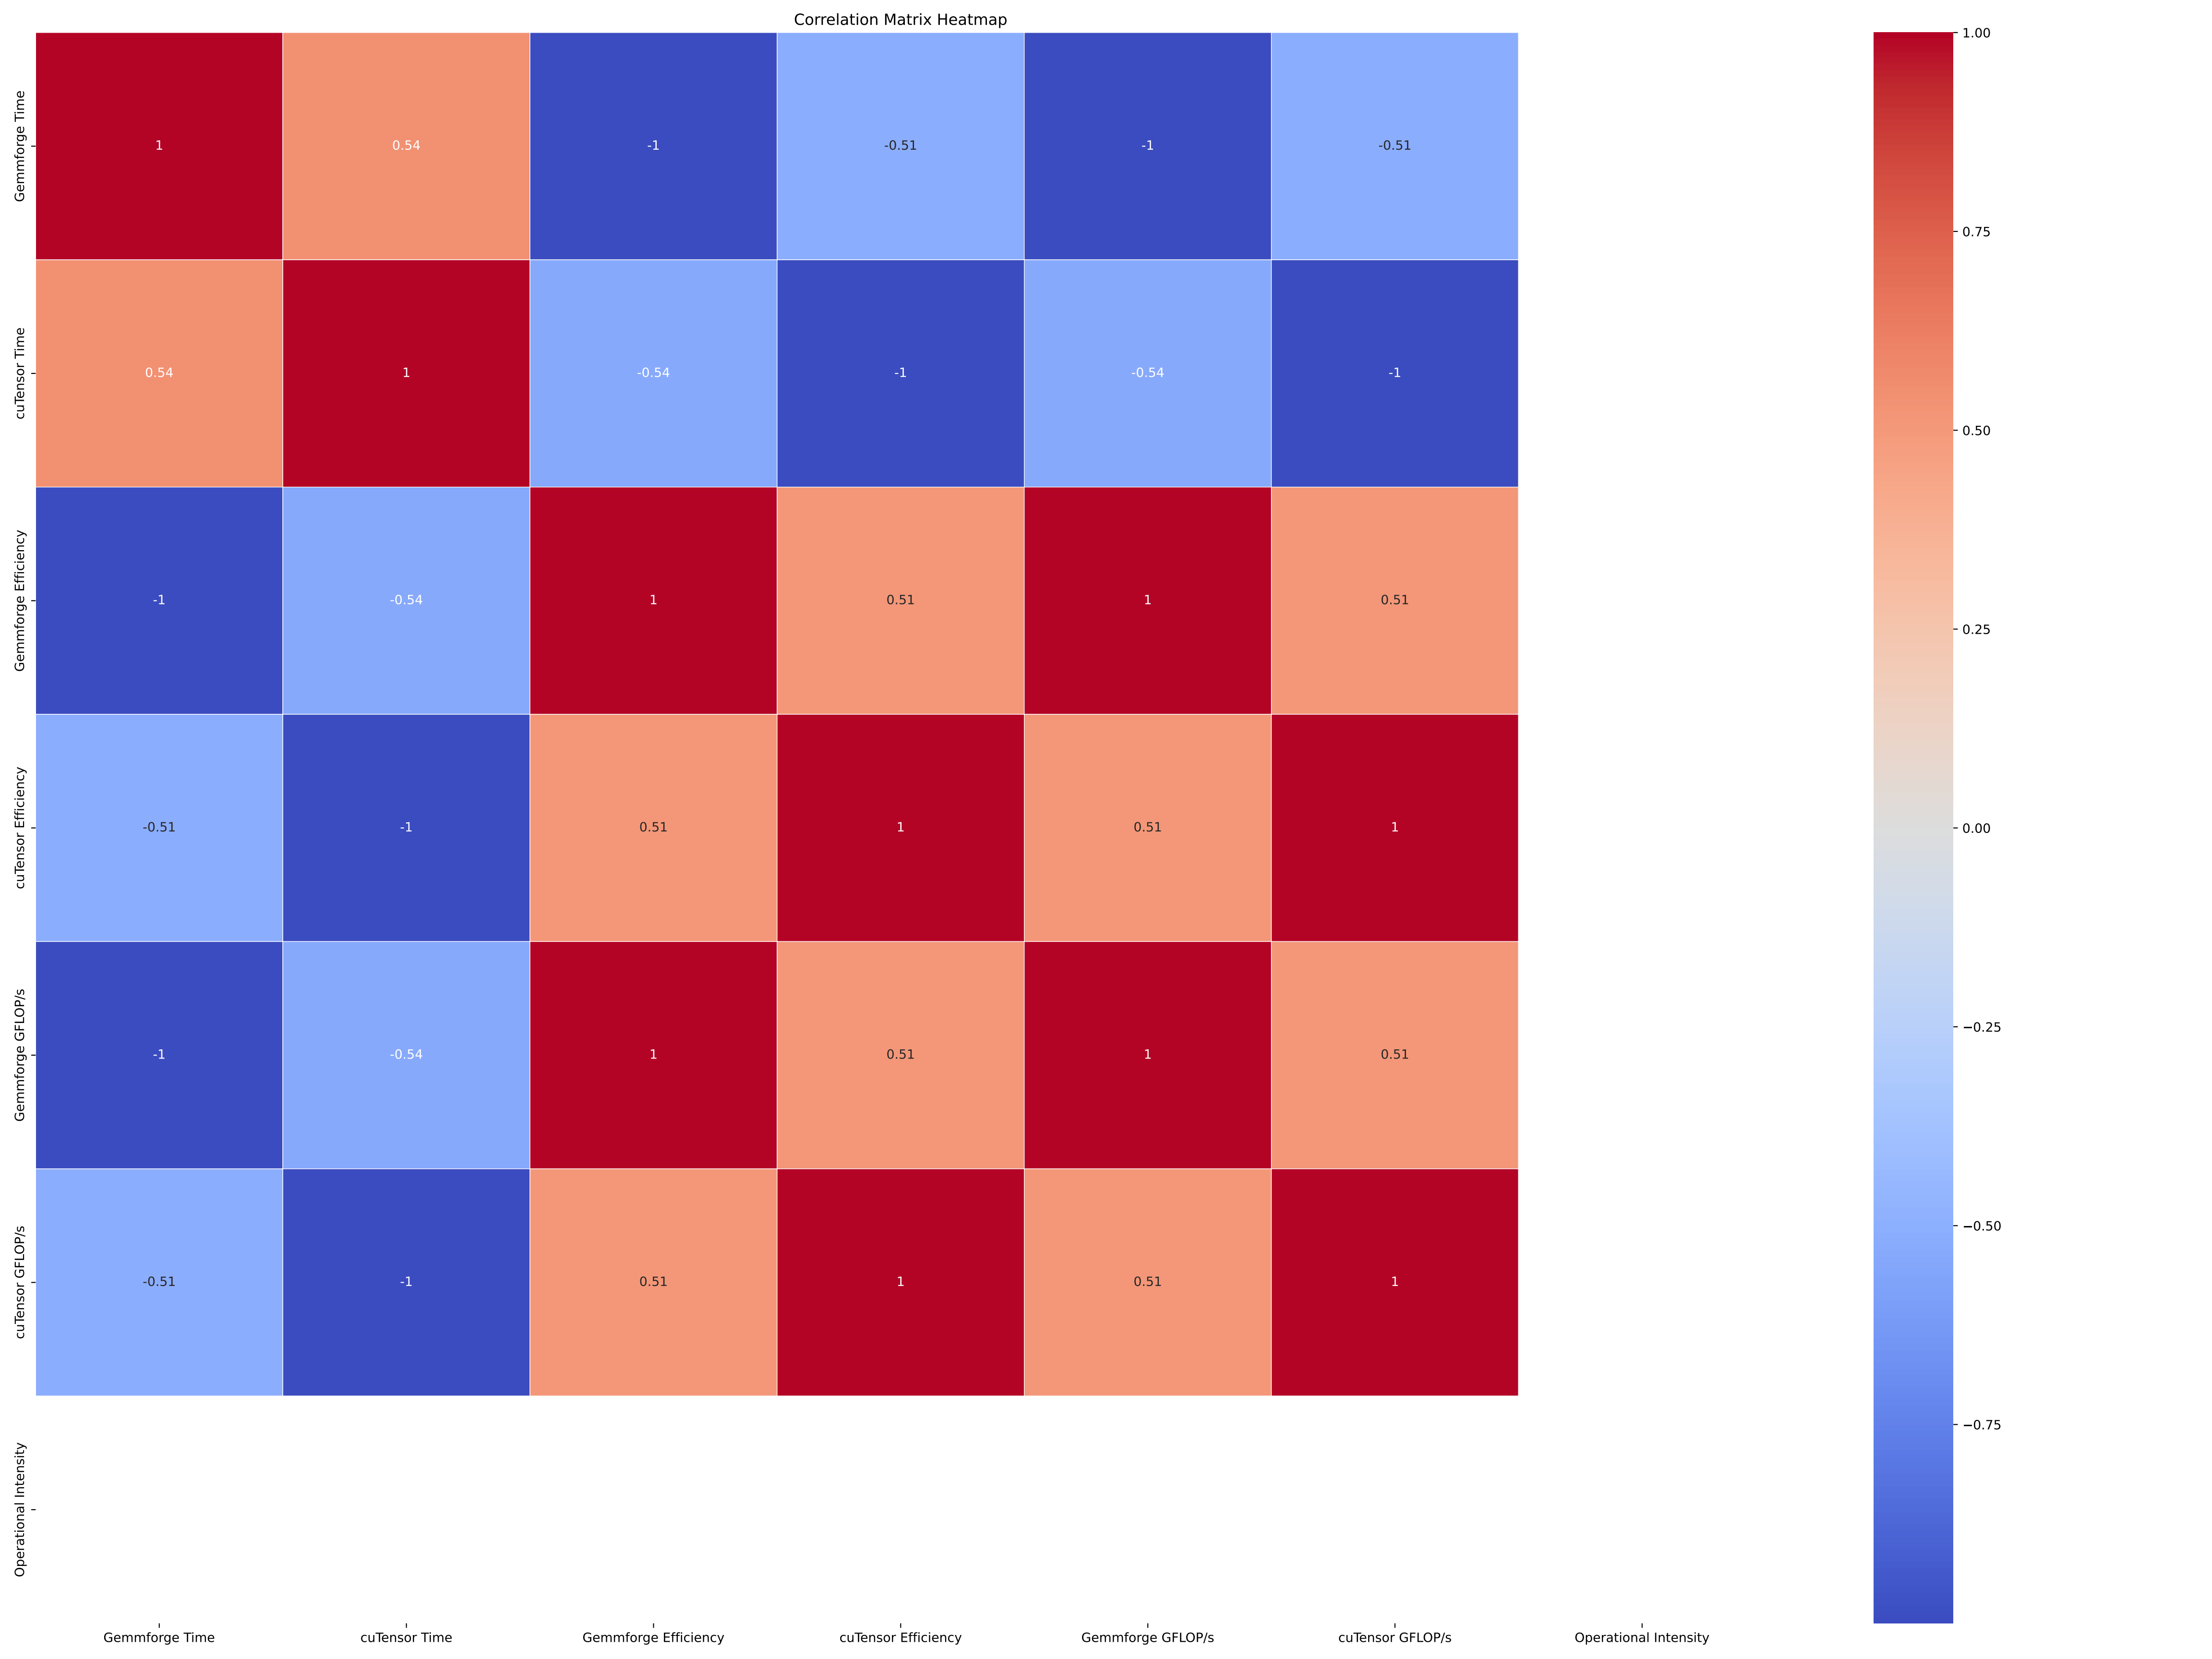 Correlation Matrix Heatmap
Gemmforge Time
1
0.54
-1
-0.51
-1
-0.51
cuTensor Time
0.54
1
-0.54
-1
-0.54
-1
Gemmforge Efficiency
-1
-0.54
1
0.51
1
0.51
cuTensor Efficiency
-0.51
-1
0.51
1
0.51
1
Gemmforge GFLOP/s
-1
-0.54
1
0.51
1
0.51
cuTensor GFLOP/s
-0.51
-1
0.51
1
0.51
1
Operational Intensity
Gemmforge Time
cuTensor Time
Gemmforge Efficiency
cuTensor Efficiency
Gemmforge GFLOP/s
cuTensor GFLOP/s
Operational Intensity
1.00
0.75
0.50
0.25
0.00
−0.25
−0.50
−0.75